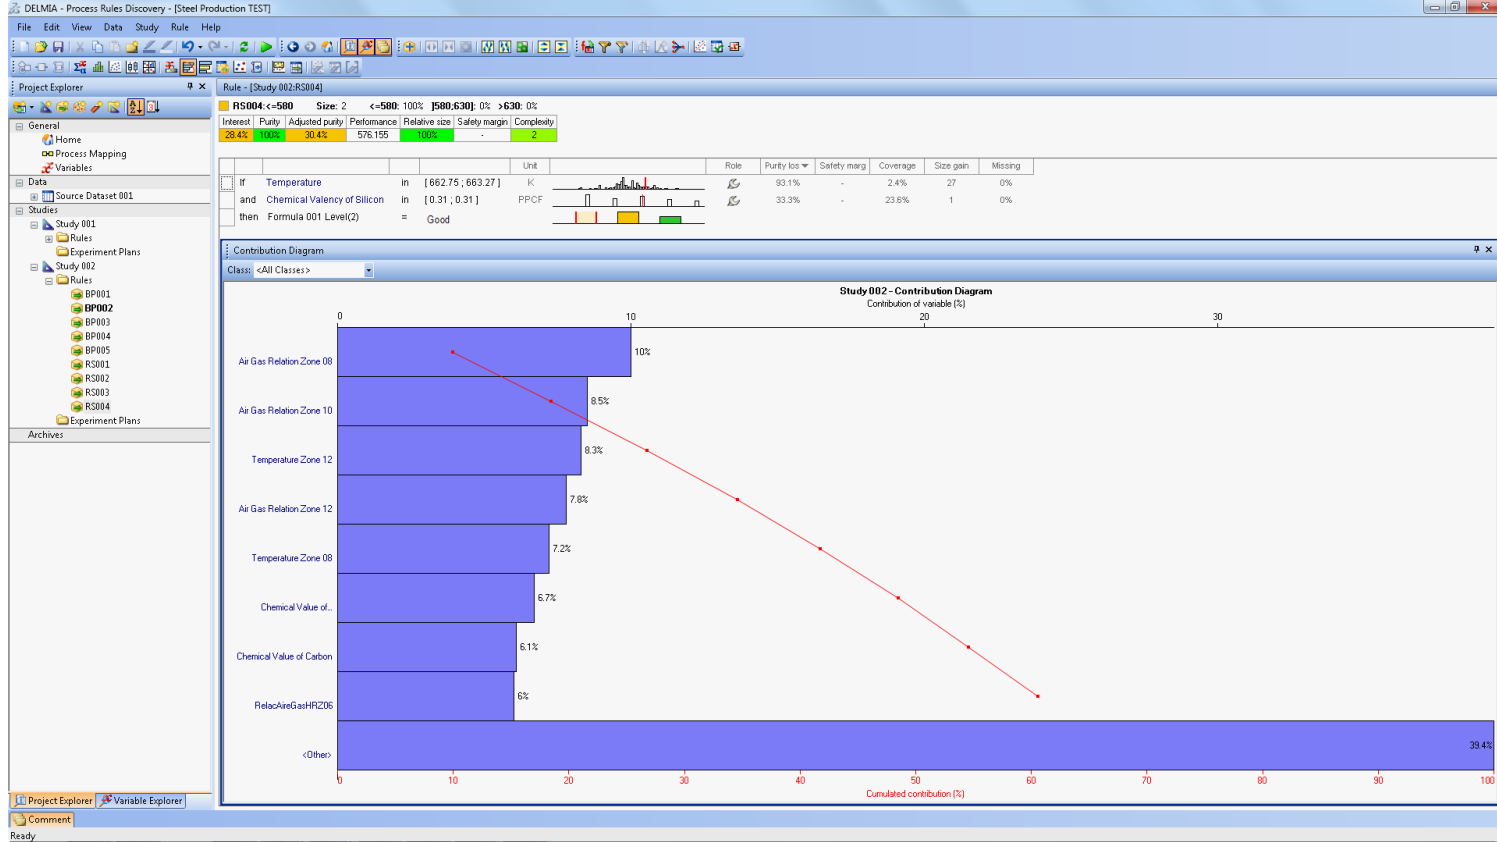 DELMIA - Process Rules Discovery - [Steel Production TEST]
File Edit View Data Study Rule Help
Project Explorer
General
Home
Process Mapping
Variables
Data
Source Dataset 001
Studies
Study 001
Rules
Experiment Plans
Study 002
Rules
BP001
BP002
BP003
BP004
BP005
RS001
RS002
RS003
RS004
Experiment Plans
Archives
Project Explorer Variable Explorer
Comment
Ready
Rule - [Study 002:RS004]
RS004:<=580 Size: 2 <=580: 100% ]580;630]: 0% >630: 0%
Interest Purity Adjusted purity Performance Relative size Safety margin Complexity
28.4% 100% 30.4% 576.155 100% - 2
Unit Role Purity los Safety marg Coverage Size gain Missing
If Temperature in [ 662.75 ; 663.27 ] K 93.1% - 2.4% 27 0%
and Chemical Valency of Silicon in [ 0.31 ; 0.31 ] PPCF 33.3% - 23.6% 1 0%
then Formula 001 Level(2) = Good
Contribution Diagram
Class: <All Classes>
Study 002 - Contribution Diagram
Contribution of variable (%)
0 10 20 30
Air Gas Relation Zone 08 10%
Air Gas Relation Zone 10 8.5%
Temperature Zone 12 8.3%
Air Gas Relation Zone 12 7.8%
Temperature Zone 08 7.2%
Chemical Value of... 6.7%
Chemical Value of Carbon 6.1%
RelacAireGasHRZ06 6%
<Other> 39.4%
0 10 20 30 40 50 60 70 80 90 100
Cumulated contribution (%)